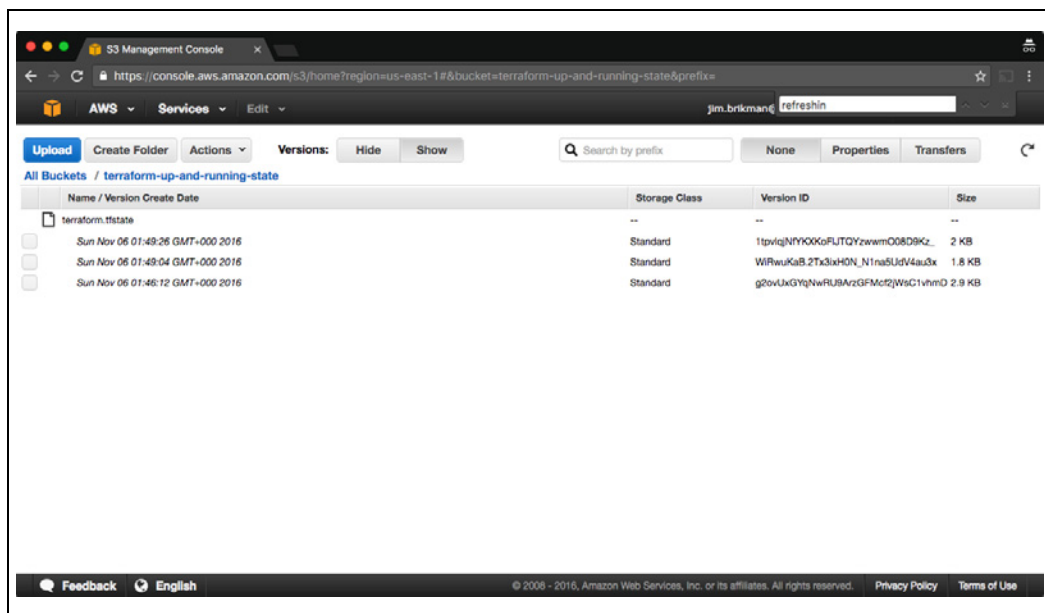 S3 Management Console
https://console.aws.amazon.com/s3/home?region=us-east-1#&bucket=terraform-up-and-running-state&prefix=
AWS Services Edit jim.brikman@ refreshin
Upload Create Folder Actions Versions: Hide Show Search by prefix None Properties Transfers
All Buckets / terraform-up-and-running-state
Name / Version Create Date Storage Class Version ID Size
terraform.tfstate -- -- --
Sun Nov 06 01:49:26 GMT+000 2016 Standard 2 KB
Sun Nov 06 01:49:04 GMT+000 2016 Standard 1.8 KB
Sun Nov 06 01:46:12 GMT+000 2016 Standard 2.9 KB
Feedback English © 2008 - 2016, Amazon Web Services, Inc. or its affiliates. All rights reserved. Privacy Policy Terms of Use